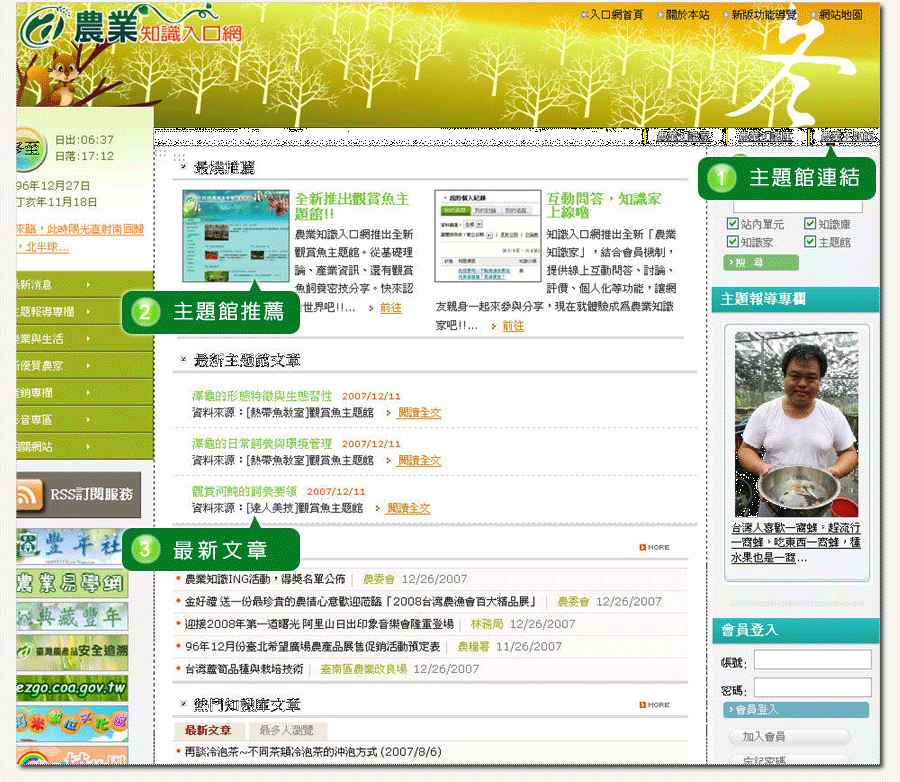 農業知識入口網
入口網首頁
關於本站
新版功能導覽
網站地圖
冬
冬至
日出:06:37
日落:17:12
96年12月27日
丁亥年11月18日
來臨，此時陽光直射南回歸
，北半球...
最新消息
主題報導專欄
農業與生活
優質農家
直銷專欄
影音專區
相關網站
RSS訂閱服務
豐年社
農業易學網
典藏豐年
臺灣農產品安全追溯
ezgo.coa.gov.tw
最險推薦
全新推出觀賞魚主
題館!!
農業知識入口網推出全新
觀賞魚主題館。從基礎理
論、產業資訊、還有觀賞
魚飼養密技分享。快來認
世界吧!!... 前往
我的個人記錄
互動問答，知識家
上線嚕
知識入口網推出全新「農業
知識家」，結合會員機制，
提供線上互動問答、討論、
評價、個人化等功能，讓網
友親身一起來參與分享，現在就體驗成為農業知識
家吧!!... 前往
1 主題館連結
2 主題館推薦
3 最新文章
最新主題館文章
澤龜的形態特徵與生態習性 2007/12/11
資料來源：[熱帶魚教室]觀賞魚主題館 閱讀全文
澤龜的日常飼養與環境管理 2007/12/11
資料來源：[熱帶魚教室]觀賞魚主題館 閱讀全文
觀賞河魨的飼養要領 2007/12/11
資料來源：[達人美技]觀賞魚主題館 閱讀全文
MORE
農業知識ING活動，得獎名單公佈｜ 農委會 12/26/2007
金好禮 送一份最珍貴的農情心意歡迎蒞臨「2008台灣農漁會百大精品展」｜ 農委會 12/26/2007
迎接2008年第一道曙光 阿里山日出印象音樂會隆重登場｜ 林務局 12/26/2007
96年12月份臺北希望廣場農產品展售促銷活動預定表｜ 農糧署 11/26/2007
台灣蘆筍品種與栽培技術｜ 臺南區農業改良場 12/26/2007
熱門知識庫文章
MORE
最新文章
最多人瀏覽
再談冷泡茶~不同茶類冷泡茶的沖泡方式 (2007/8/6)
站內單元
知識庫
知識家
主題館
搜 尋
主題報導專欄
台灣人喜歡一窩蜂，趕流行
一窩蜂，吃東西一窩蜂，種
水果也是一窩...
會員登入
帳號:
密碼:
會員登入
加入會員
忘記密碼